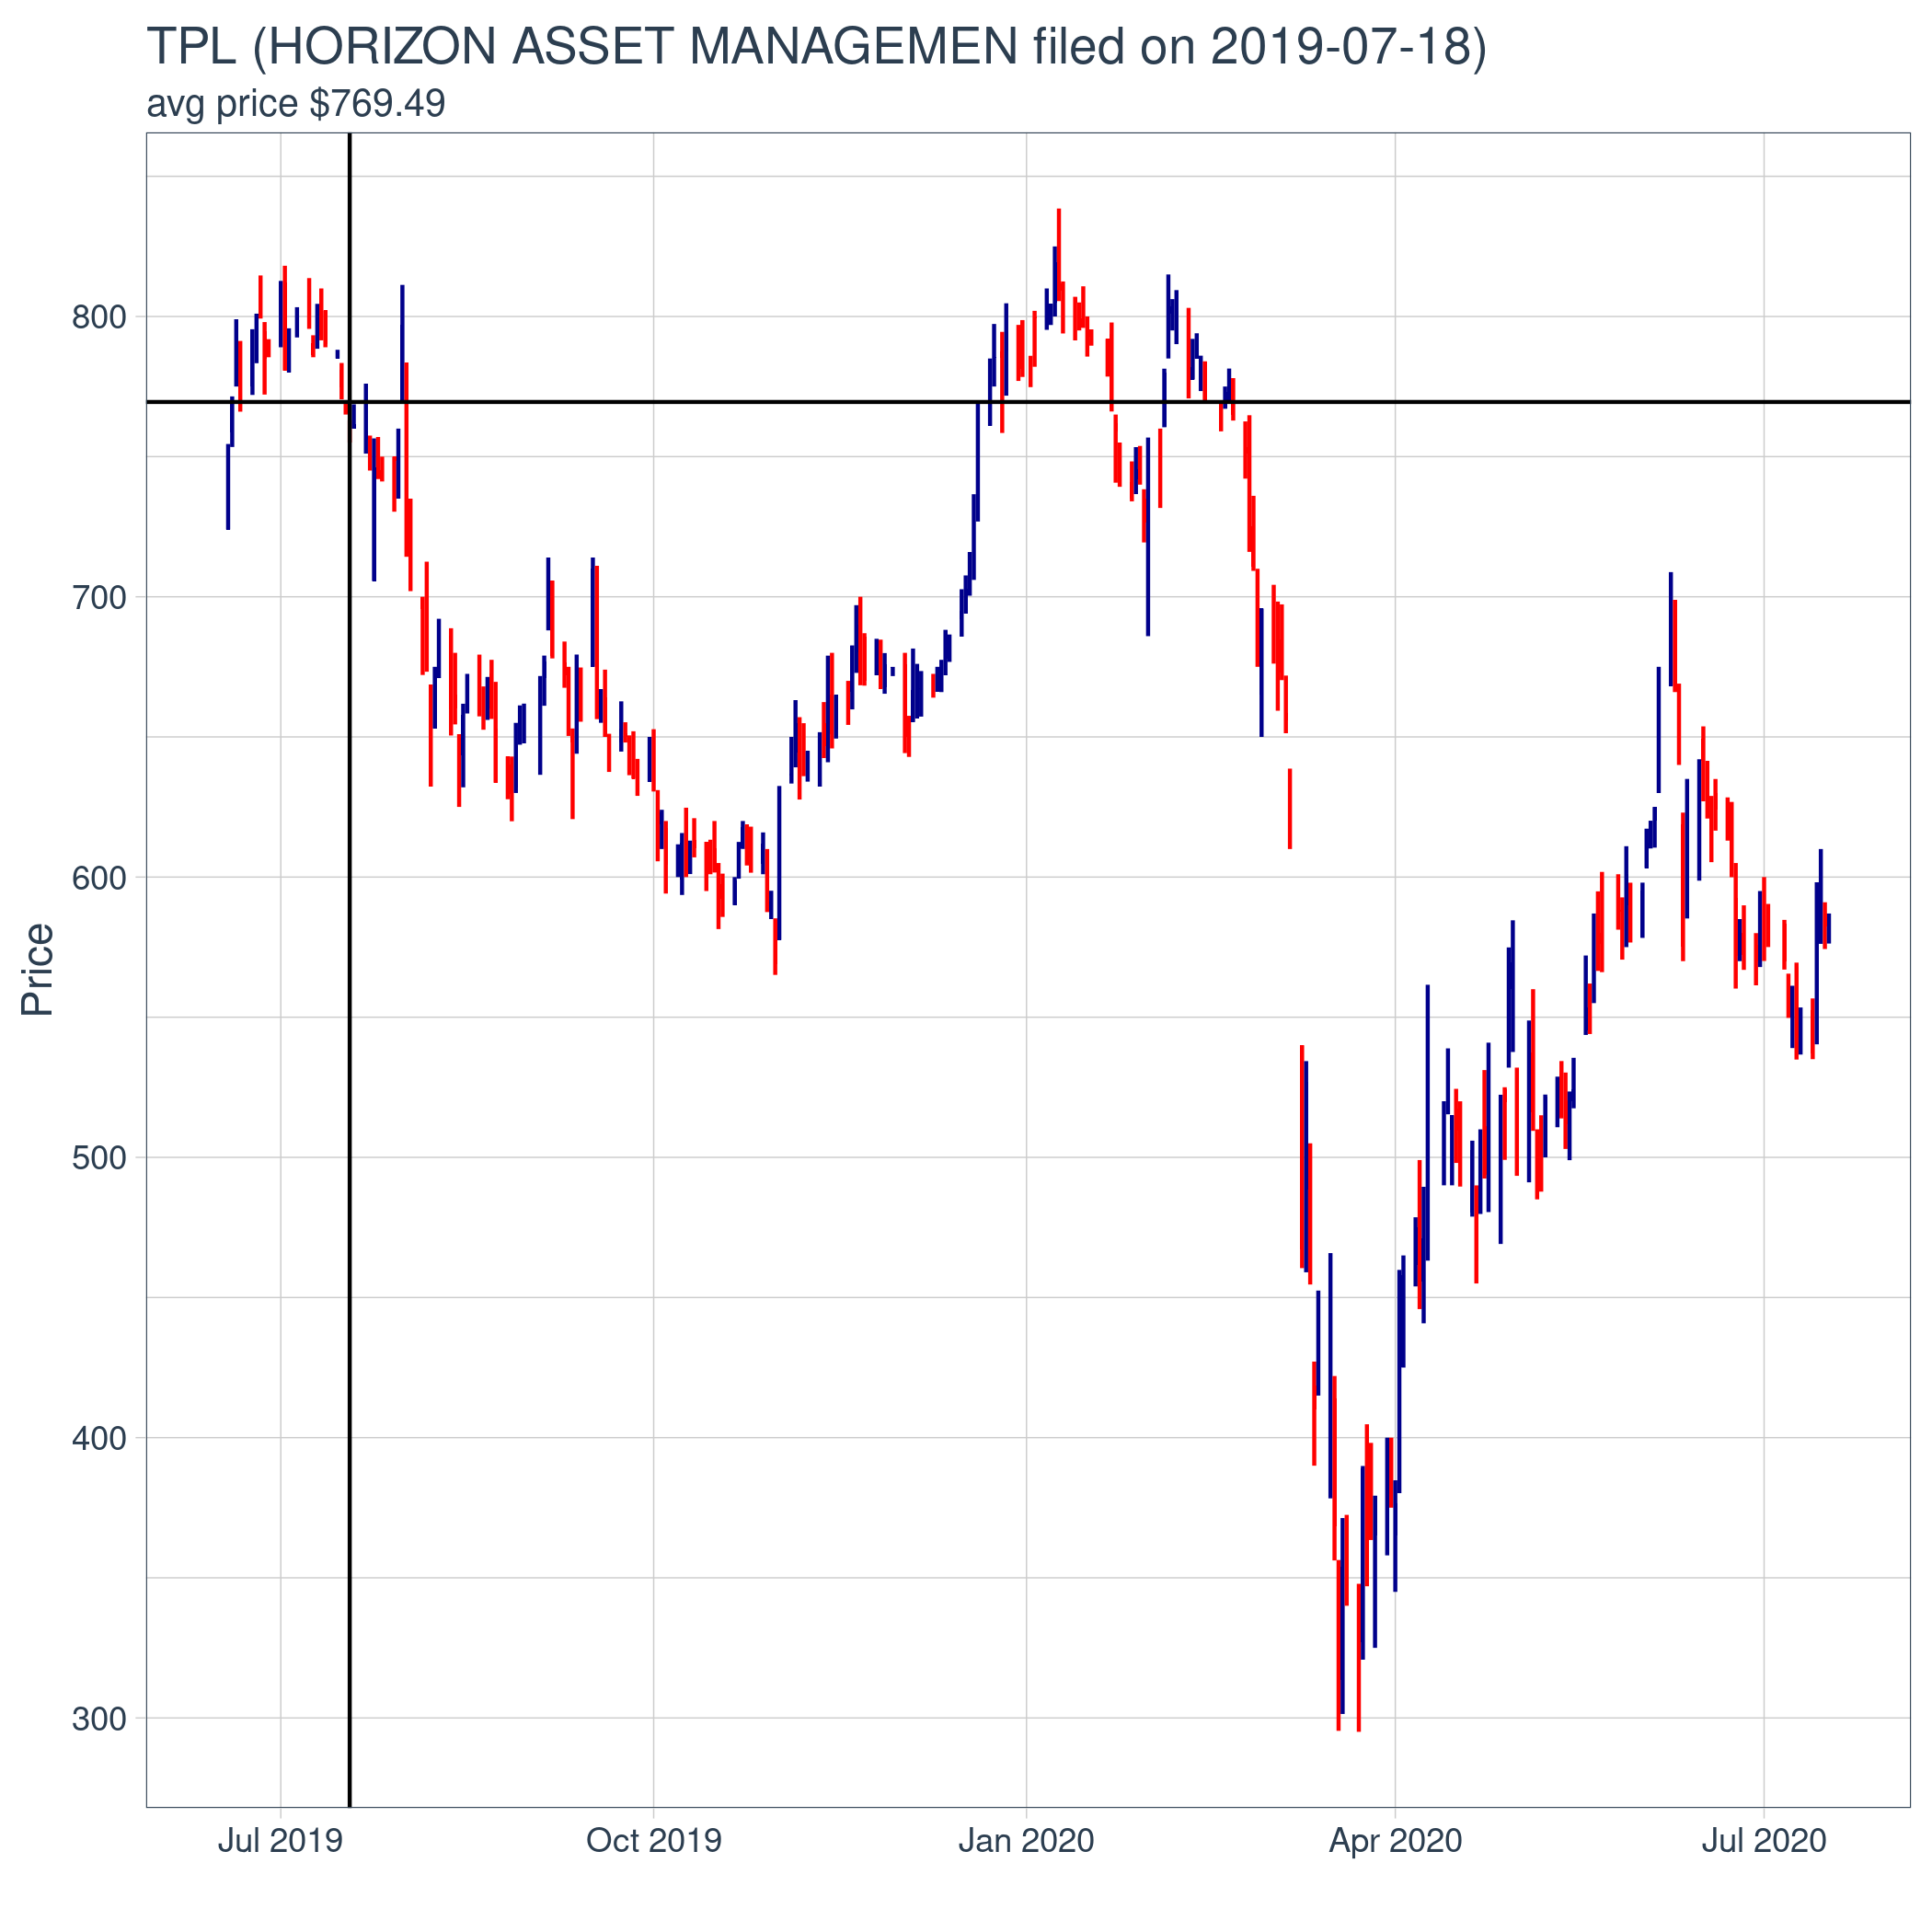 TPL (HORIZON ASSET MANAGEMEN filed on 2019-07-18)
avg price $769.49
800
700
600
500
400
300
Price
Jul 2019
Oct 2019
Jan 2020
Apr 2020
Jul 2020